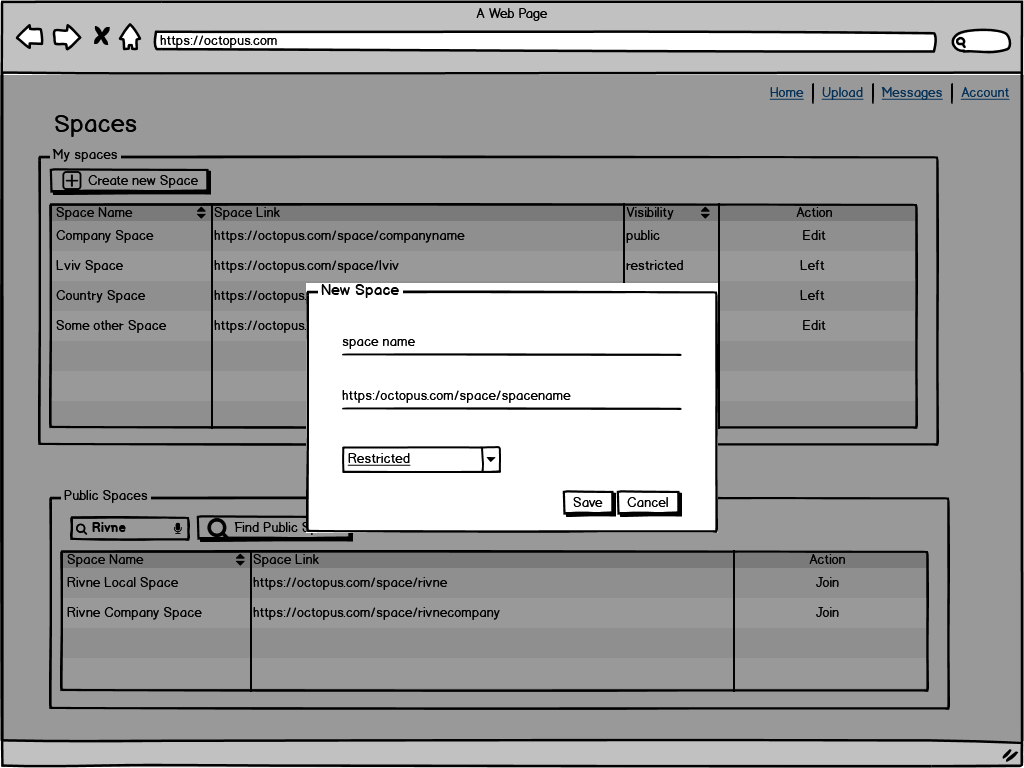 A Web Page
https://octopus.com
Home Upload Messages Account
Spaces
My spaces
Create new Space
Space Name Space Link Visibility Action
Company Space https://octopus.com/space/companyname public Edit
Lviv Space https://octopus.com/space/lviv restricted Left
Country Space https://octopus. Left
Some other Space https://octopus. Edit
New Space
space name
https:/octopus.com/space/spacename
Restricted
Save Cancel
Public Spaces
Rivne Find Public
Space Name Space Link Action
Rivne Local Space https://octopus.com/space/rivne Join
Rivne Company Space https://octopus.com/space/rivnecompany Join